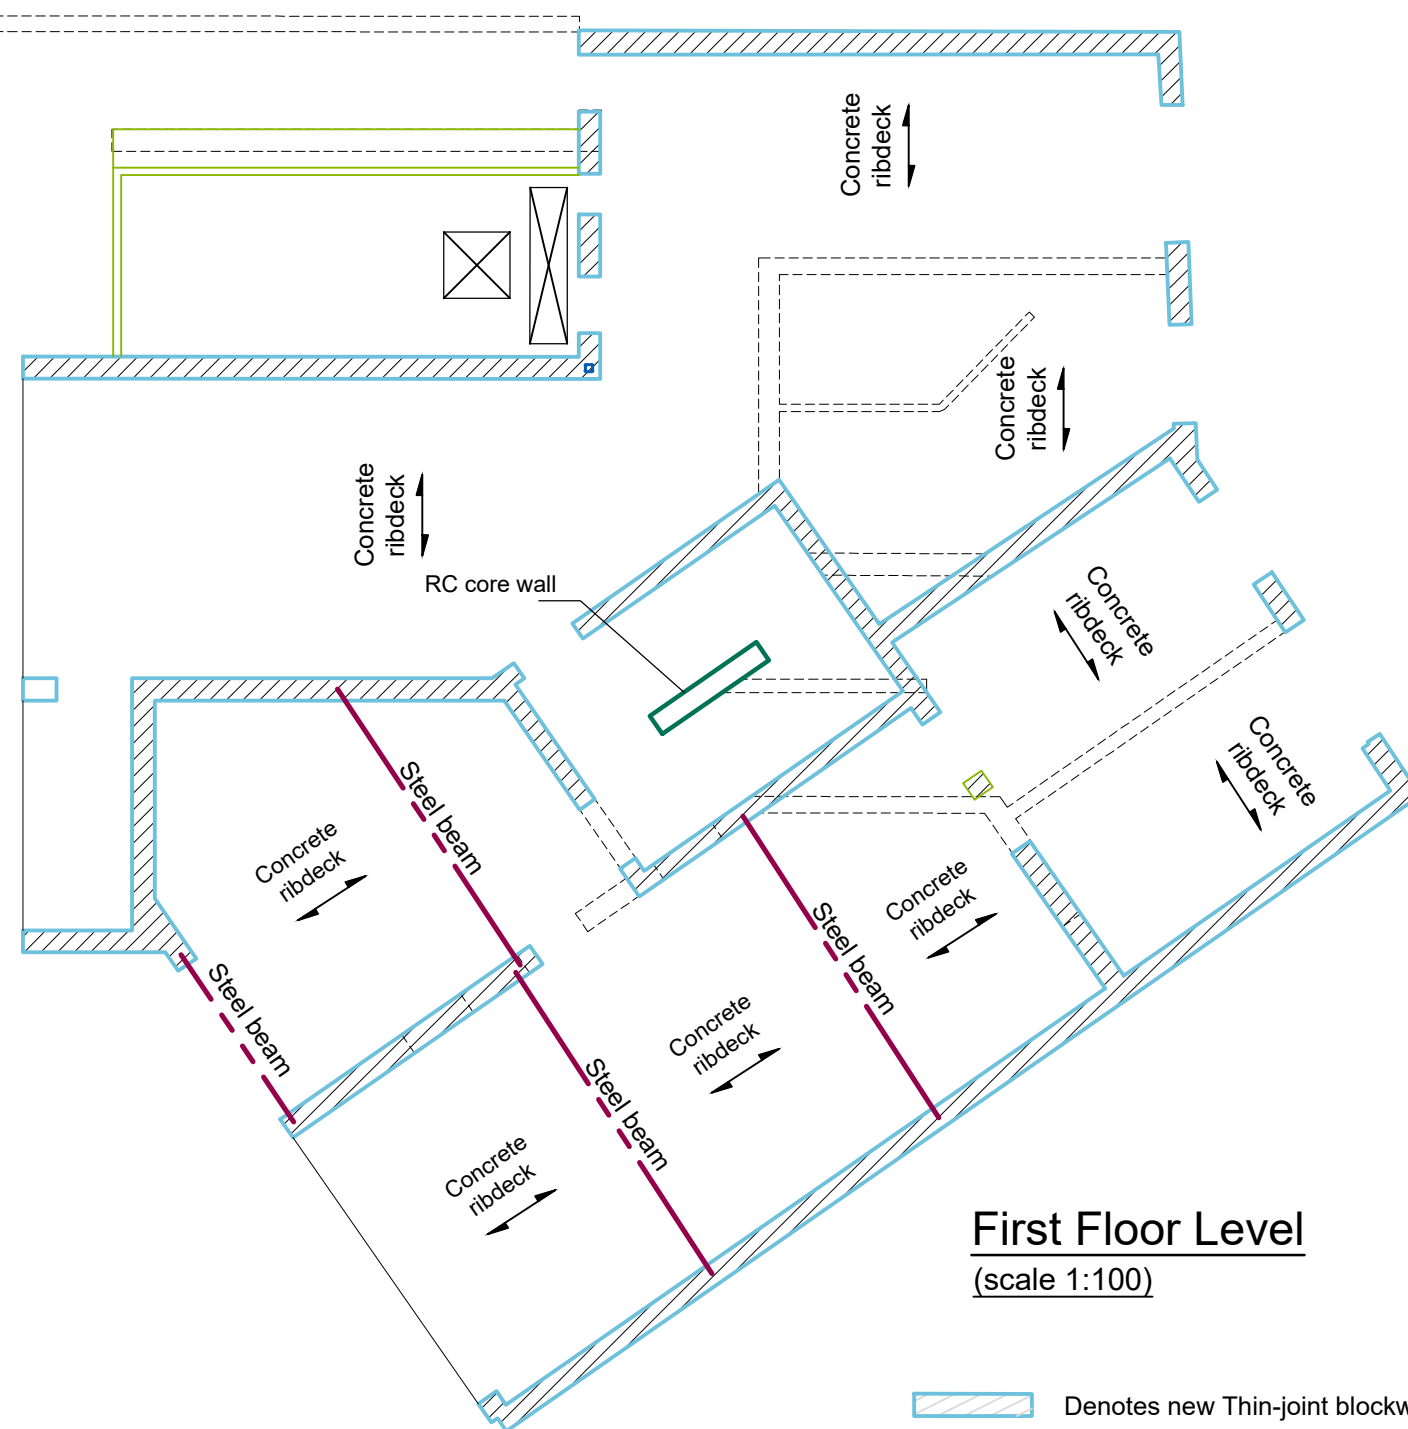 Concrete
ribdeck
Concrete
ribdeck
Concrete
ribdeck
RC core wall
Concrete
ribdeck
Concrete
ribdeck
Steel beam
Concrete
ribdeck
Concrete
ribdeck
Steel beam
Steel beam
Concrete
ribdeck
Steel beam
Concrete
ribdeck
First Floor Level
(scale 1:100)
Denotes new Thin-joint